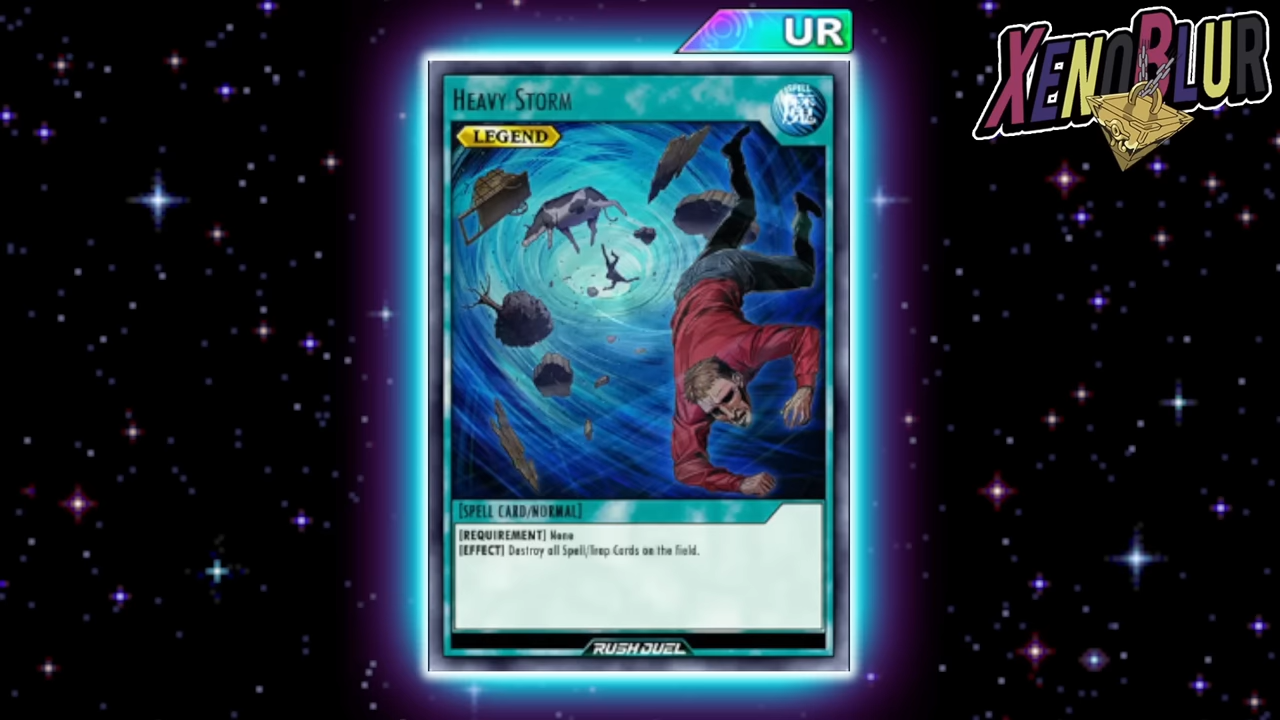 UR
XENOBLUR
HEAVY STORM
SPELL
LEGEND
[SPELL CARD/NORMAL]
[REQUIREMENT] None
[EFFECT] Destroy all Spell/Trap Cards on the field.
RUSH DUEL